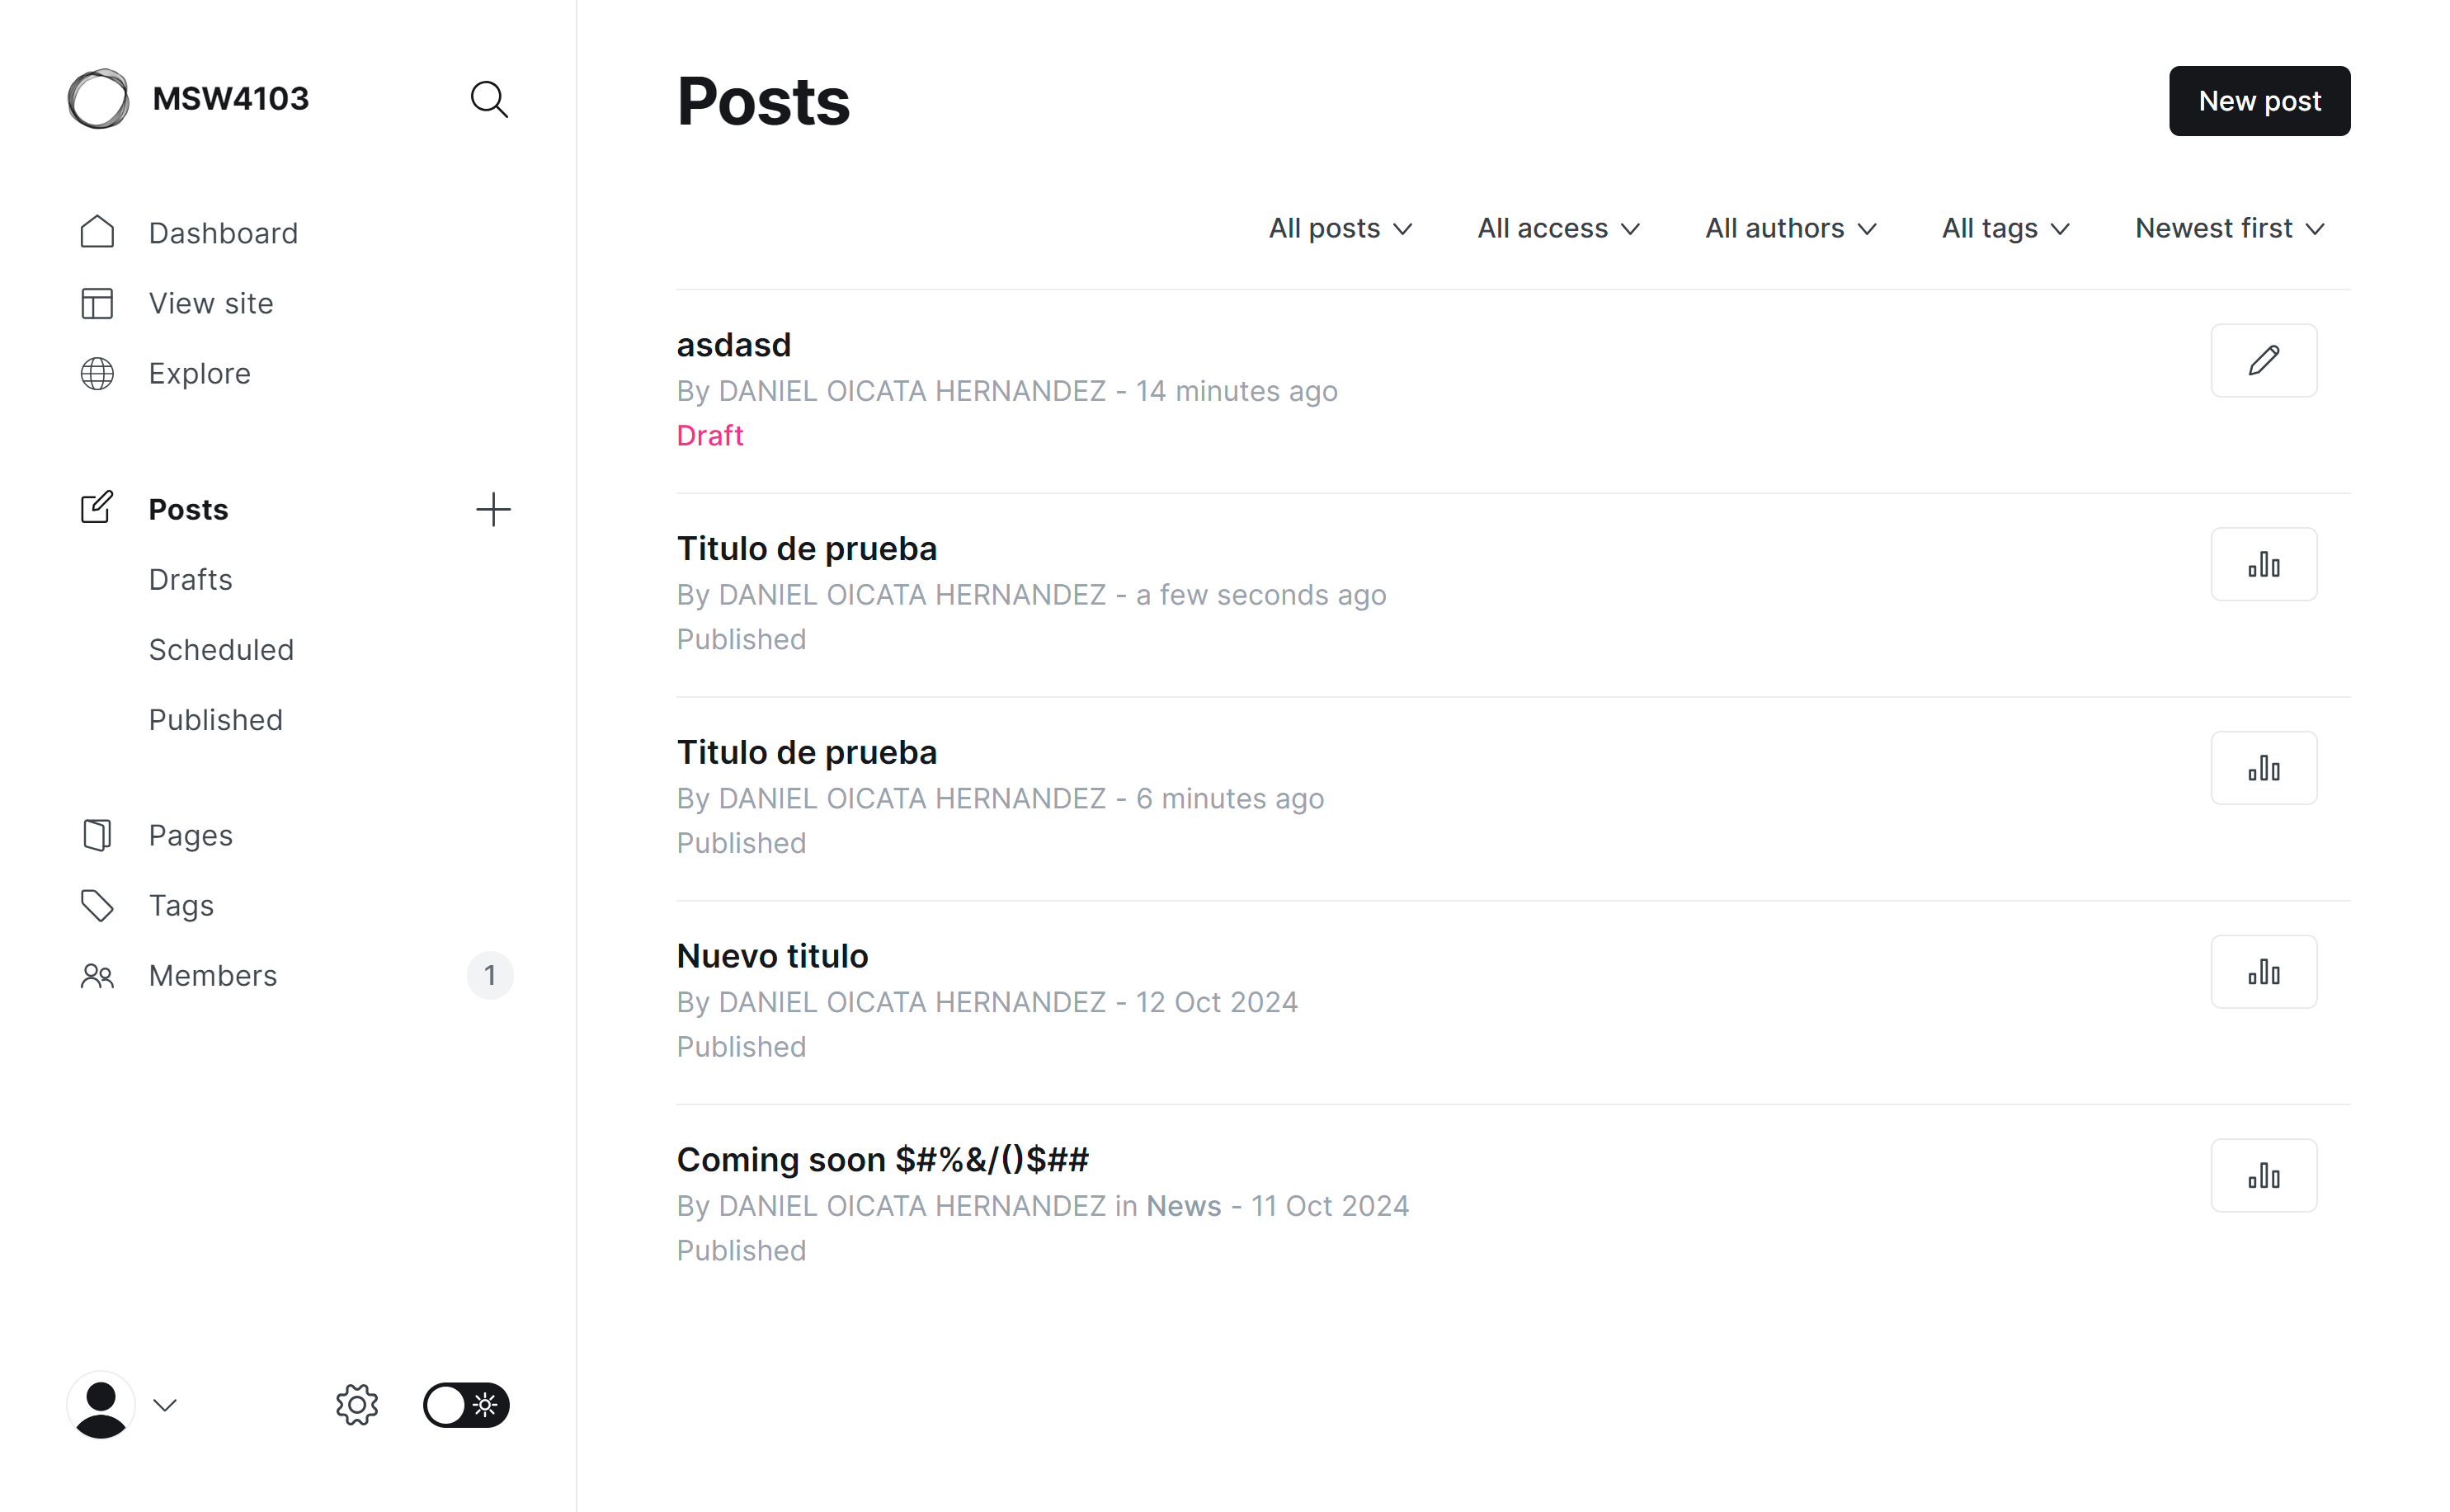 MSW4103
Dashboard
View site
Explore
Posts
Drafts
Scheduled
Published
Pages
Tags
Members 1
Posts
New post
All posts All access All authors All tags Newest first
asdasd
By DANIEL OICATA HERNANDEZ - 14 minutes ago
Draft
Titulo de prueba
By DANIEL OICATA HERNANDEZ - a few seconds ago
Published
Titulo de prueba
By DANIEL OICATA HERNANDEZ - 6 minutes ago
Published
Nuevo titulo
By DANIEL OICATA HERNANDEZ - 12 Oct 2024
Published
Coming soon $#%&/()$##
By DANIEL OICATA HERNANDEZ in News - 11 Oct 2024
Published